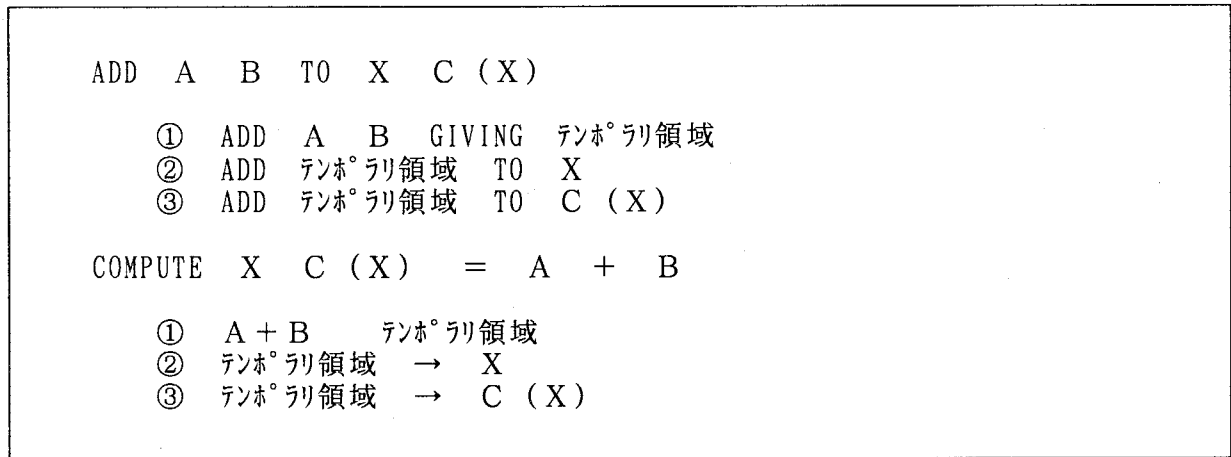 ADD A B TO X C (X)
① ADD A B GIVING ﾃﾝﾎﾟﾗﾘ領域
② ADD ﾃﾝﾎﾟﾗﾘ領域 TO X
③ ADD ﾃﾝﾎﾟﾗﾘ領域 TO C (X)
COMPUTE X C (X) = A + B
① A + B ﾃﾝﾎﾟﾗﾘ領域
② ﾃﾝﾎﾟﾗﾘ領域 → X
③ ﾃﾝﾎﾟﾗﾘ領域 → C (X)